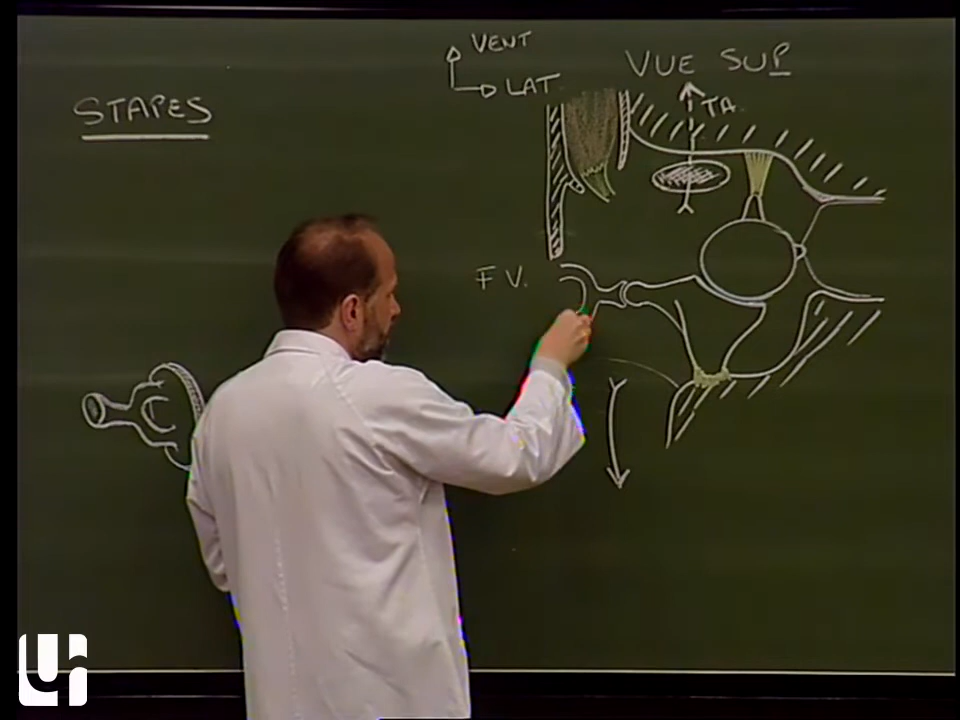 STAPES
VENT
LAT
VUE SUP
TA.
F V.